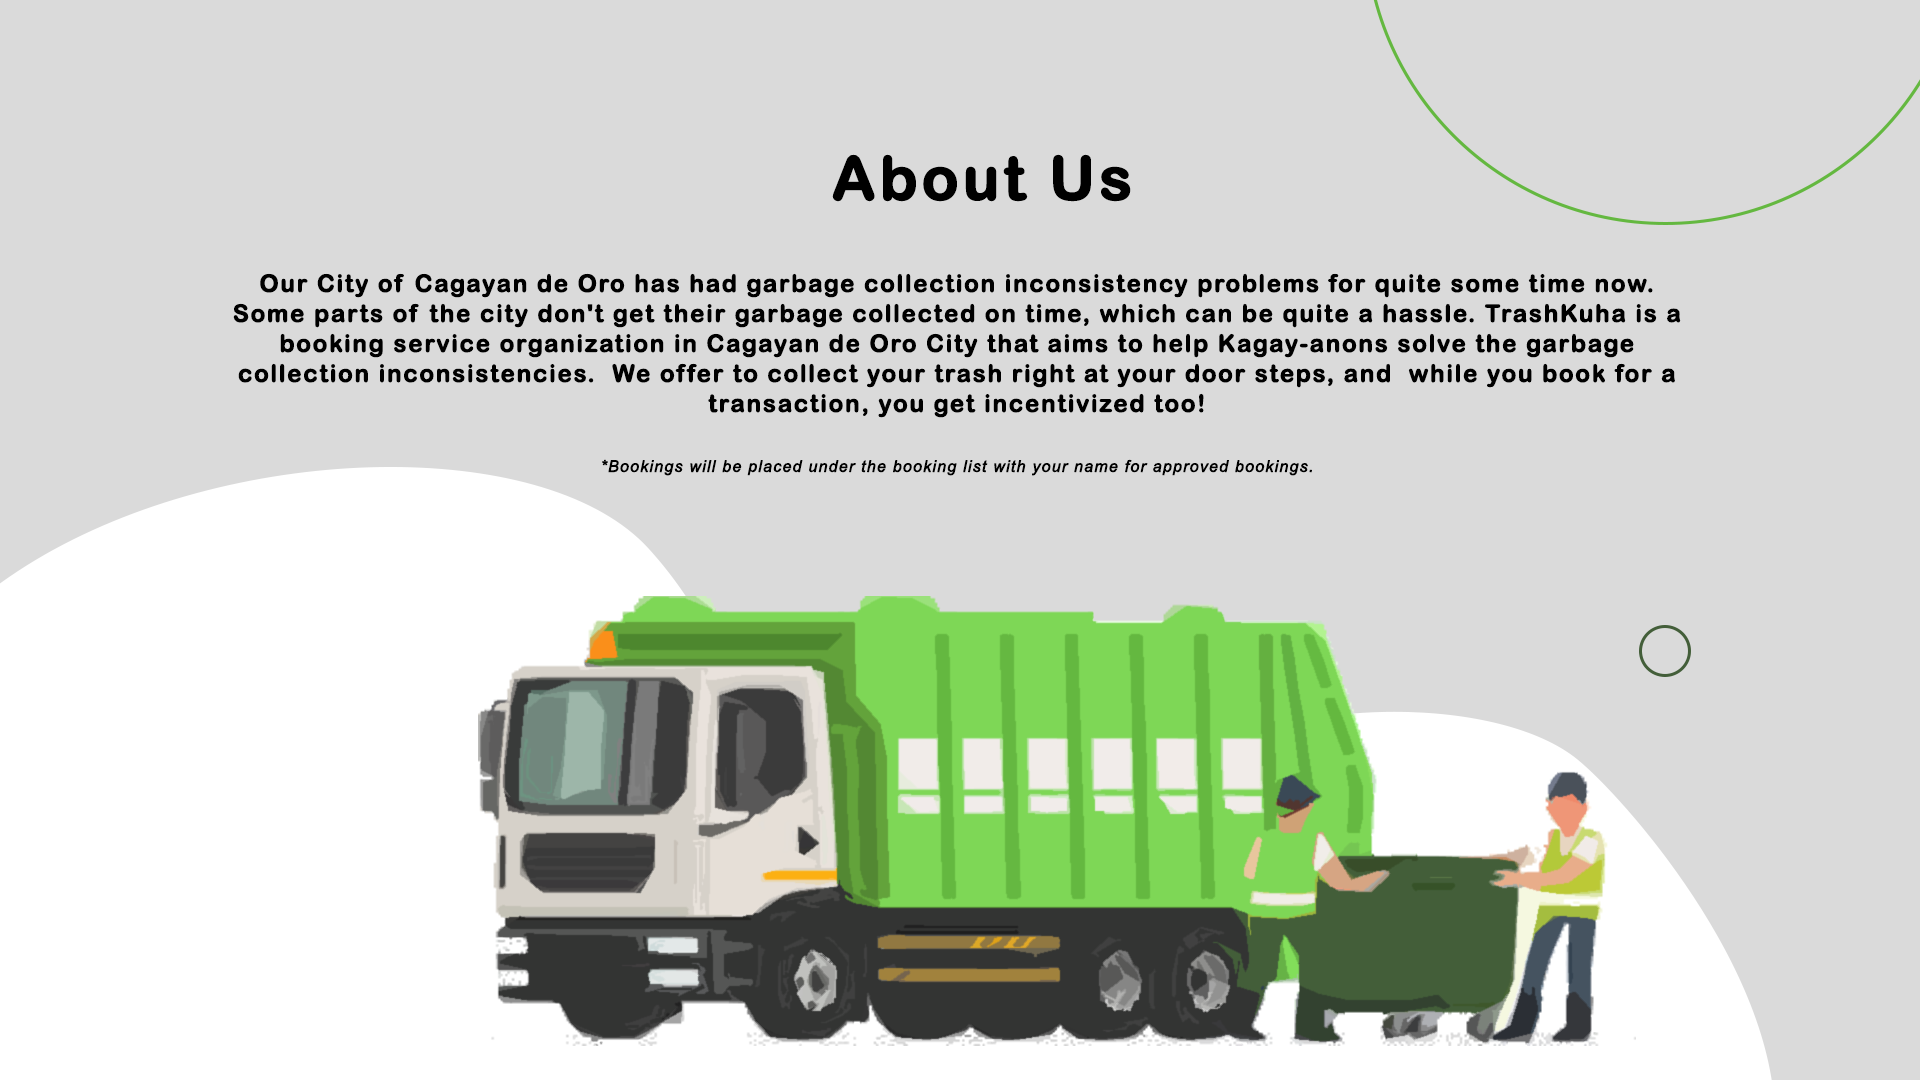 About Us
Our City of Cagayan de Oro has had garbage collection inconsistency problems for quite some time now.
Some parts of the city don't get their garbage collected on time, which can be quite a hassle. TrashKuha is a
booking service organization in Cagayan de Oro City that aims to help Kagay-anons solve the garbage
collection inconsistencies.  We offer to collect your trash right at your door steps, and  while you book for a
transaction, you get incentivized too!
*Bookings will be placed under the booking list with your name for approved bookings.